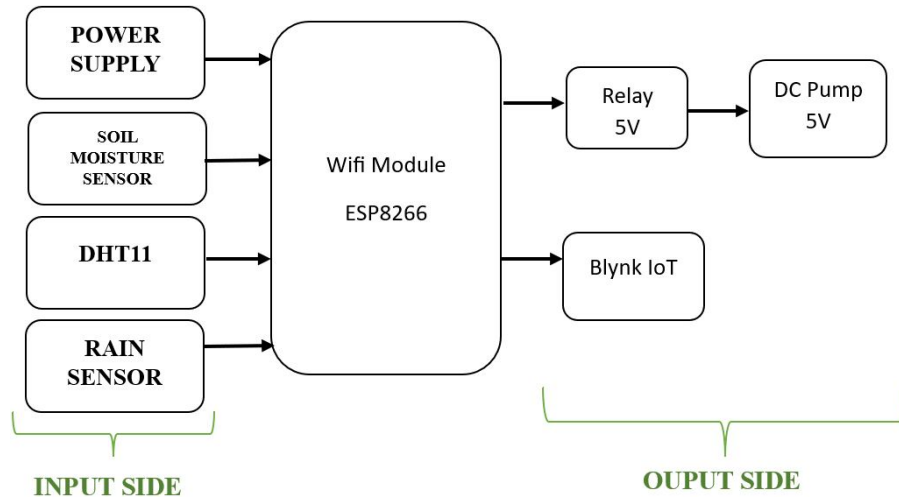 POWER
SUPPLY
SOIL
MOISTURE
SENSOR
DHT11
RAIN
SENSOR
INPUT SIDE
Wifi Module
ESP8266
Relay
5V
DC Pump
5V
Blynk IoT
OUPUT SIDE